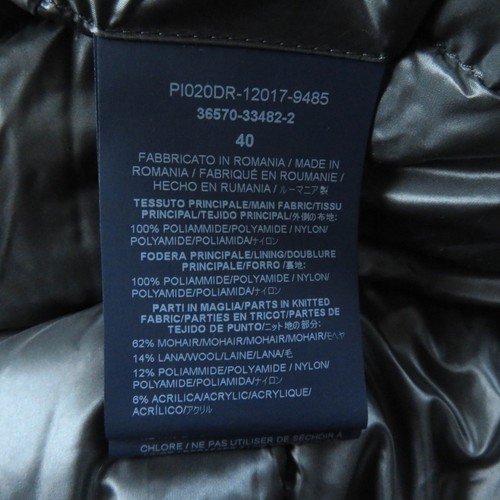 PI020DR-12017-9485
36570-33482-2
40
FABBRICATO IN ROMANIA / MADE IN
ROMANIA / FABRIQUÉ EN ROUMANIE /
HECHO EN RUMANIA / ルーマニア製
TESSUTO PRINCIPALE/MAIN FABRIC/TISSU
PRINCIPAL/TEJIDO PRINCIPAL/外側の布地:
100% POLIAMMIDE/POLYAMIDE / NYLON/
POLYAMIDE/POLIAMIDA/ナイロン
FODERA PRINCIPALE/LINING/DOUBLURE
PRINCIPALE/FORRO /裏地:
100% POLIAMMIDE/POLYAMIDE / NYLON/
POLYAMIDE/POLIAMIDA/ナイロン
PARTI IN MAGLIA/PARTS IN KNITTED
FABRIC/PARTIES EN TRICOT/PARTES DE
TEJIDO DE PUNTO/ニット地の部分:
62% MOHAIR/MOHAIR/MOHAIR/MOHAIR/モヘヤ
14% LANA/WOOL/LAINE/LANA/毛
12% POLIAMMIDE/POLYAMIDE / NYLON/
POLYAMIDE/POLIAMIDA/ナイロン
6% ACRILICA/ACRYLIC/ACRYLIQUE/
ACRÍLICO/アクリル
CHLORE / NE PAS UTILISER DE SÉCHOIR À